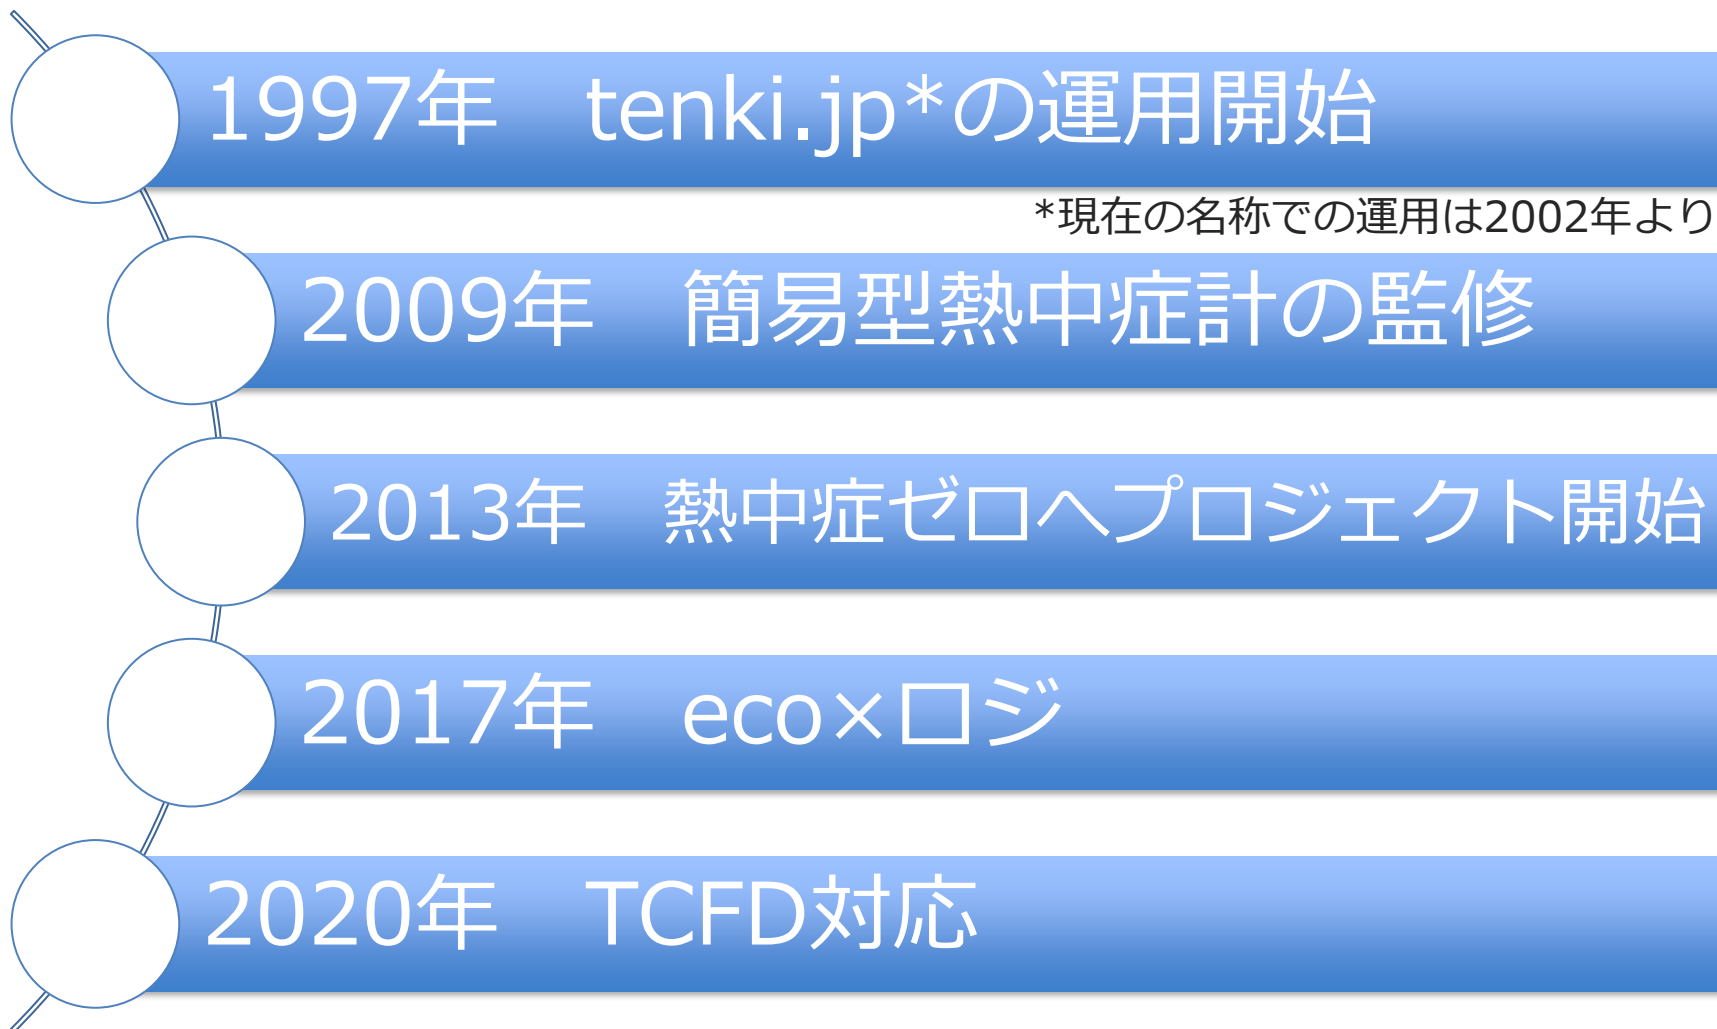 1997年　tenki.jp*の運用開始
*現在の名称での運用は2002年より
2009年　簡易型熱中症計の監修
2013年　熱中症ゼロへプロジェクト開始
2017年　eco×ロジ
2020年　TCFD対応